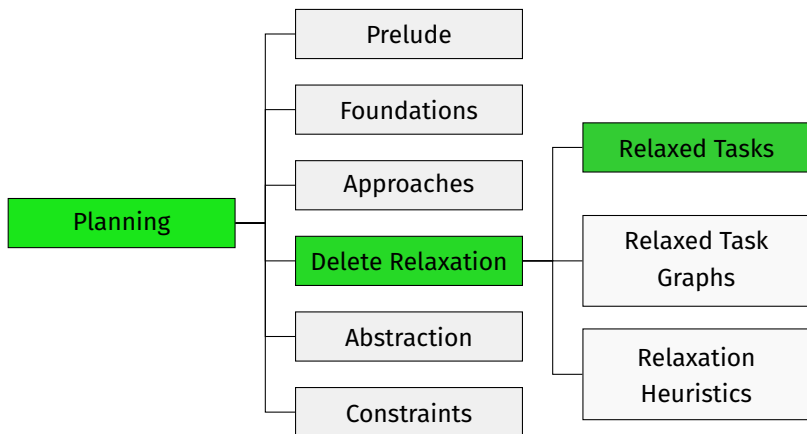 Prelude
Foundations
Approaches
Planning
Delete Relaxation
Abstraction
Constraints
Relaxed Tasks
Relaxed Task
Graphs
Relaxation
Heuristics